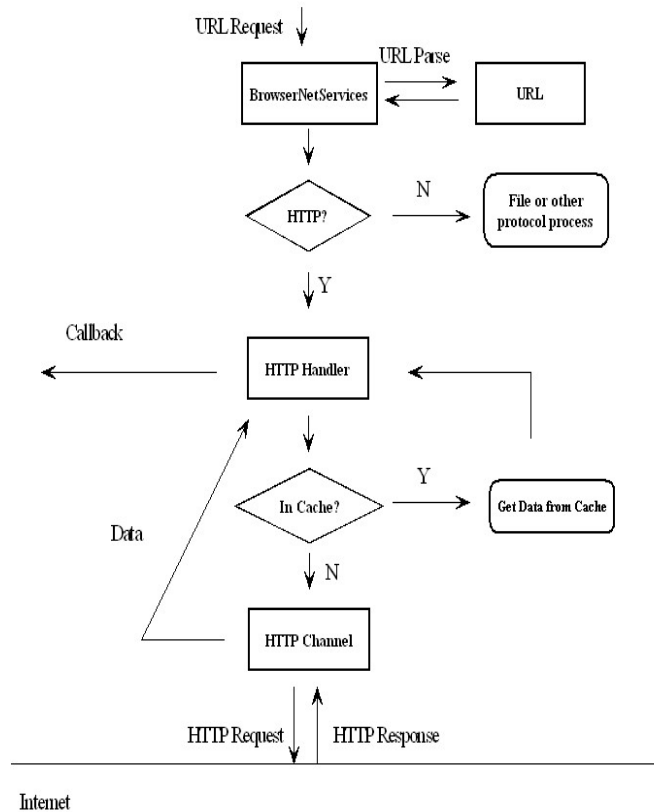 URL Request
URL Parse
BrowserNetServices
URL
HTTP?
N
File or other
protocol process
Y
Callback
HTTP Handler
In Cache?
Y
Get Data from Cache
Data
N
HTTP Channel
HTTP Request
HTTP Response
Internet